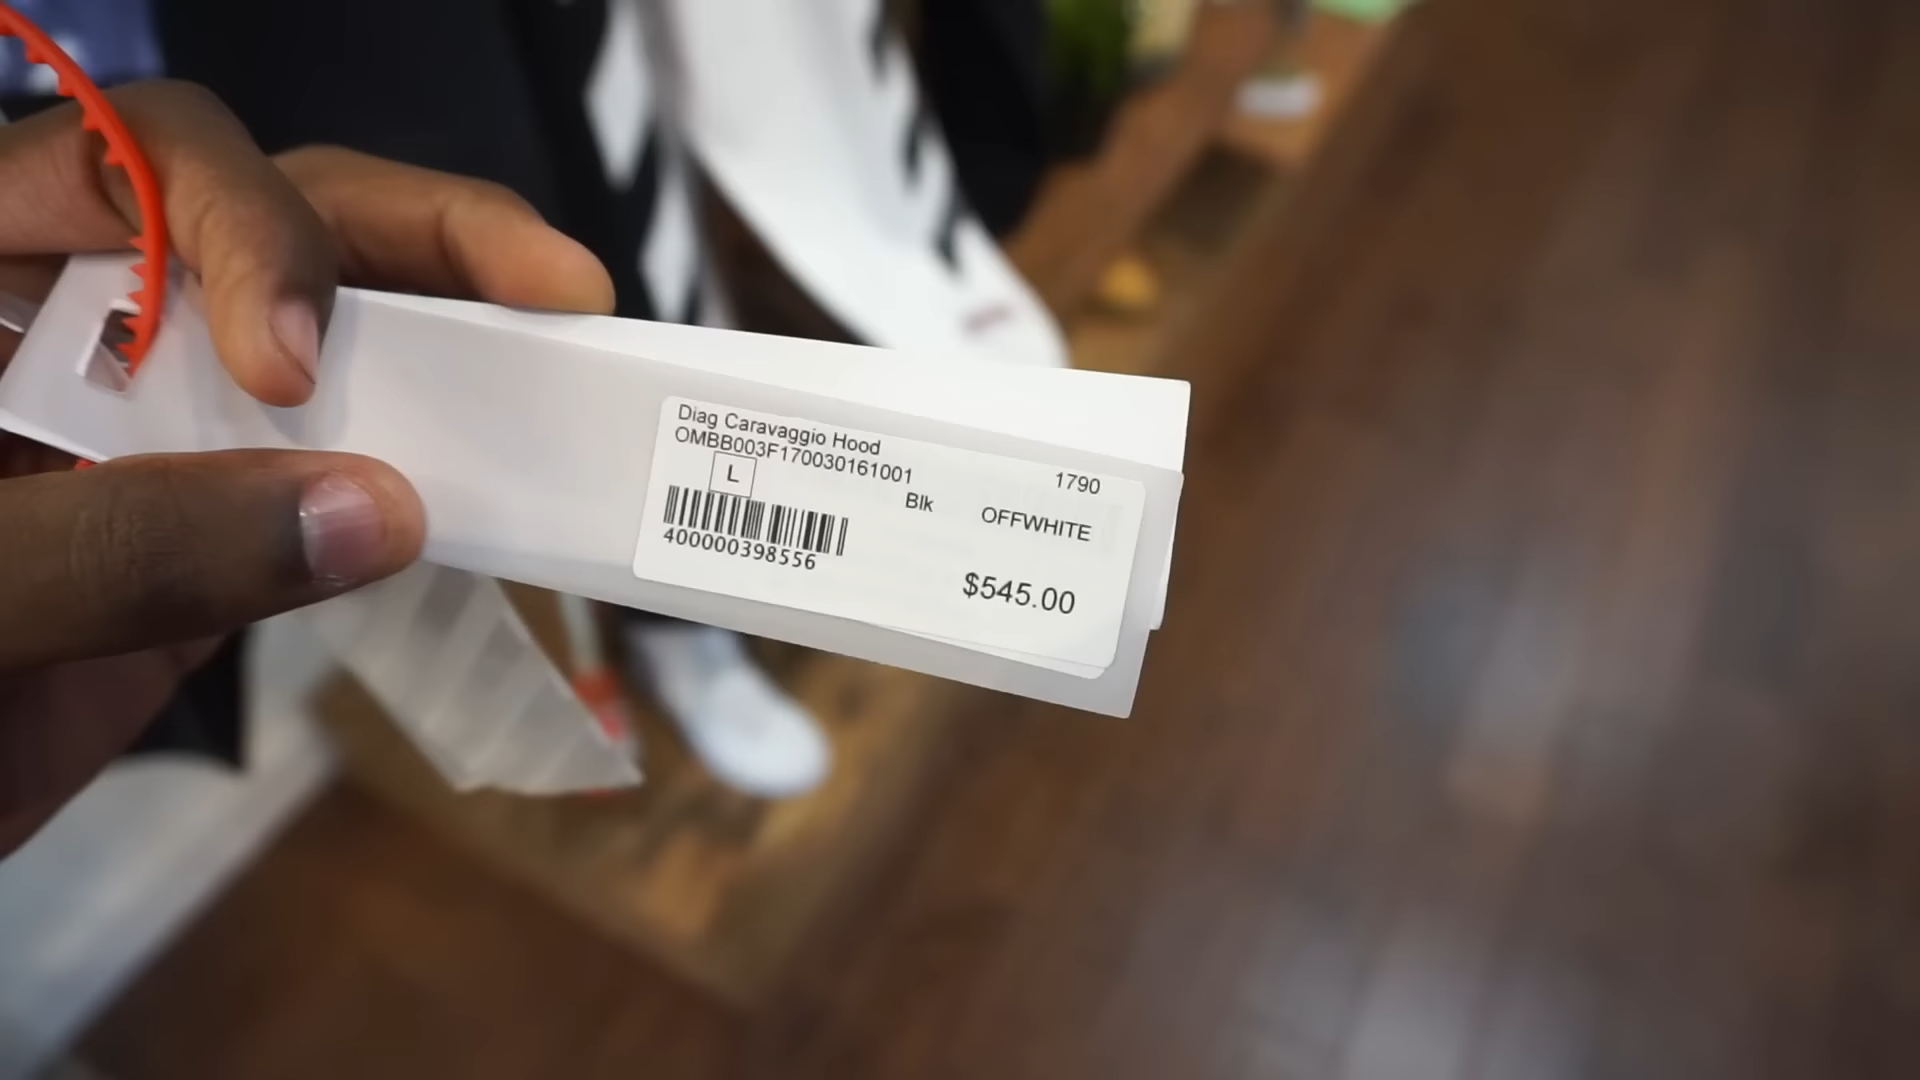 Diag Caravaggio Hood
OMBB003F170030161001
1790
L
Blk
OFFWHITE
400000398556
$545.00